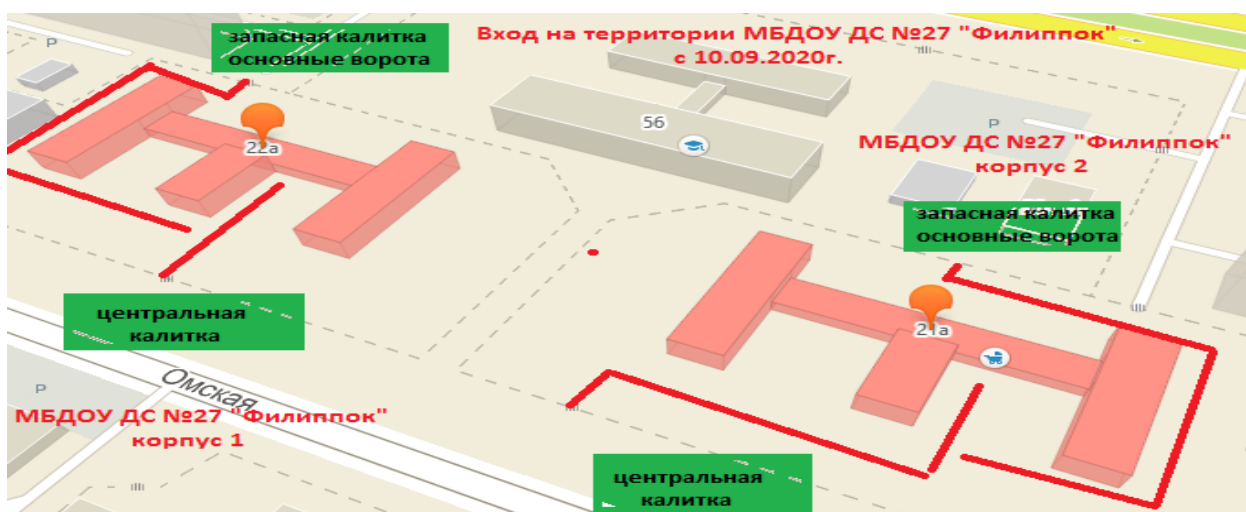 запасная калитка
основные ворота
Вход на территории МБДОУ ДС №27 "Филиппок"
с 10.09.2020г.
P
22а
56
P
МБДОУ ДС №27 "Филиппок"
корпус 2
запасная калитка
основные ворота
центральная
калитка
21а
Омская
P
МБДОУ ДС №27 "Филиппок"
корпус 1
центральная
калитка